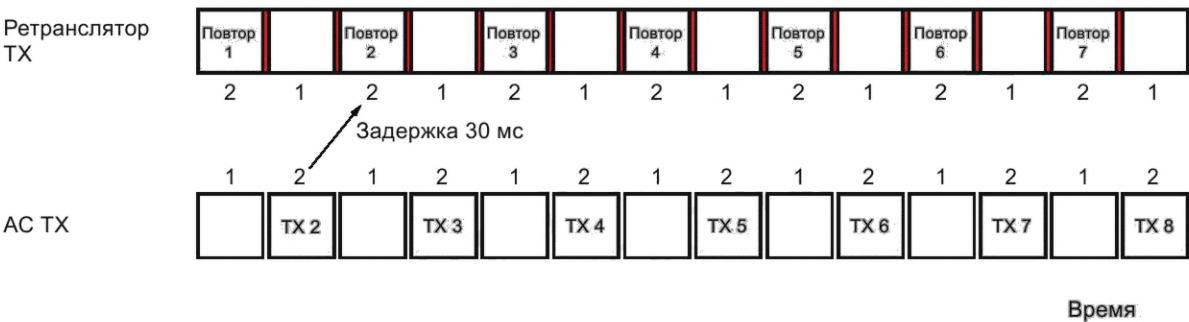 Ретранслятор
TX
Повтор
1
Повтор
2
Повтор
3
Повтор
4
Повтор
5
Повтор
6
Повтор
7
2 1 2 1 2 1 2 1 2 1 2 1 2 1
Задержка 30 мс
1 2 1 2 1 2 1 2 1 2 1 2 1 2
АС TX
TX 2 TX 3 TX 4 TX 5 TX 6 TX 7 TX 8
Время